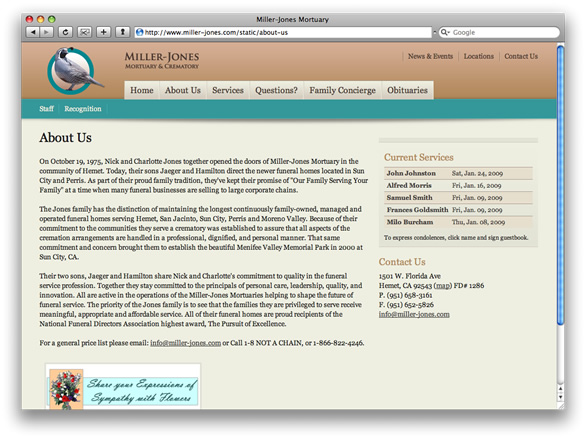 Miller-Jones Mortuary
http://www.miller-jones.com/static/about-us
Google
MILLER-JONES
MORTUARY & CREMATORY
News & Events
Locations
Contact Us
Home
About Us
Services
Questions?
Family Concierge
Obituaries
Staff
Recognition
About Us
On October 19, 1975, Nick and Charlotte Jones together opened the doors of Miller-Jones Mortuary in the
community of Hemet. Today, their sons Jaeger and Hamilton direct the newer funeral homes located in Sun
City and Perris. As part of their proud family tradition, they've kept their promise of "Our Family Serving Your
Family" at a time when many funeral businesses are selling to large corporate chains.
The Jones family has the distinction of maintaining the longest continuously family-owned, managed and
operated funeral homes serving Hemet, San Jacinto, Sun City, Perris and Moreno Valley. Because of their
commitment to the communities they serve a crematory was established to assure that all aspects of the
cremation arrangements are handled in a professional, dignified, and personal manner. That same
commitment and concern brought them to establish the beautiful Menifee Valley Memorial Park in 2000 at
Sun City, CA.
Their two sons, Jaeger and Hamilton share Nick and Charlotte's commitment to quality in the funeral
service profession. Together they stay committed to the principals of personal care, leadership, quality, and
innovation. All are active in the operations of the Miller-Jones Mortuaries helping to shape the future of
funeral service. The priority of the Jones family is to see that the families they are privileged to serve receive
meaningful, appropriate and affordable service. All of their funeral homes are proud recipients of the
National Funeral Directors Association highest award, The Pursuit of Excellence.
For a general price list please email: info@miller-jones.com or Call 1-8 NOT A CHAIN, or 1-866-822-4246.
Share your Expressions of
Sympathy with Flowers
Current Services
John Johnston Sat, Jan. 24, 2009
Alfred Morris Fri, Jan. 16, 2009
Samuel Smith Fri, Jan. 09, 2009
Frances Goldsmith Fri, Jan. 09, 2009
Milo Burcham Thu, Jan. 08, 2009
To express condolences, click name and sign guestbook.
Contact Us
1501 W. Florida Ave
Hemet, CA 92543 (map) FD# 1286
P. (951) 658-3161
F. (951) 652-5826
info@miller-jones.com